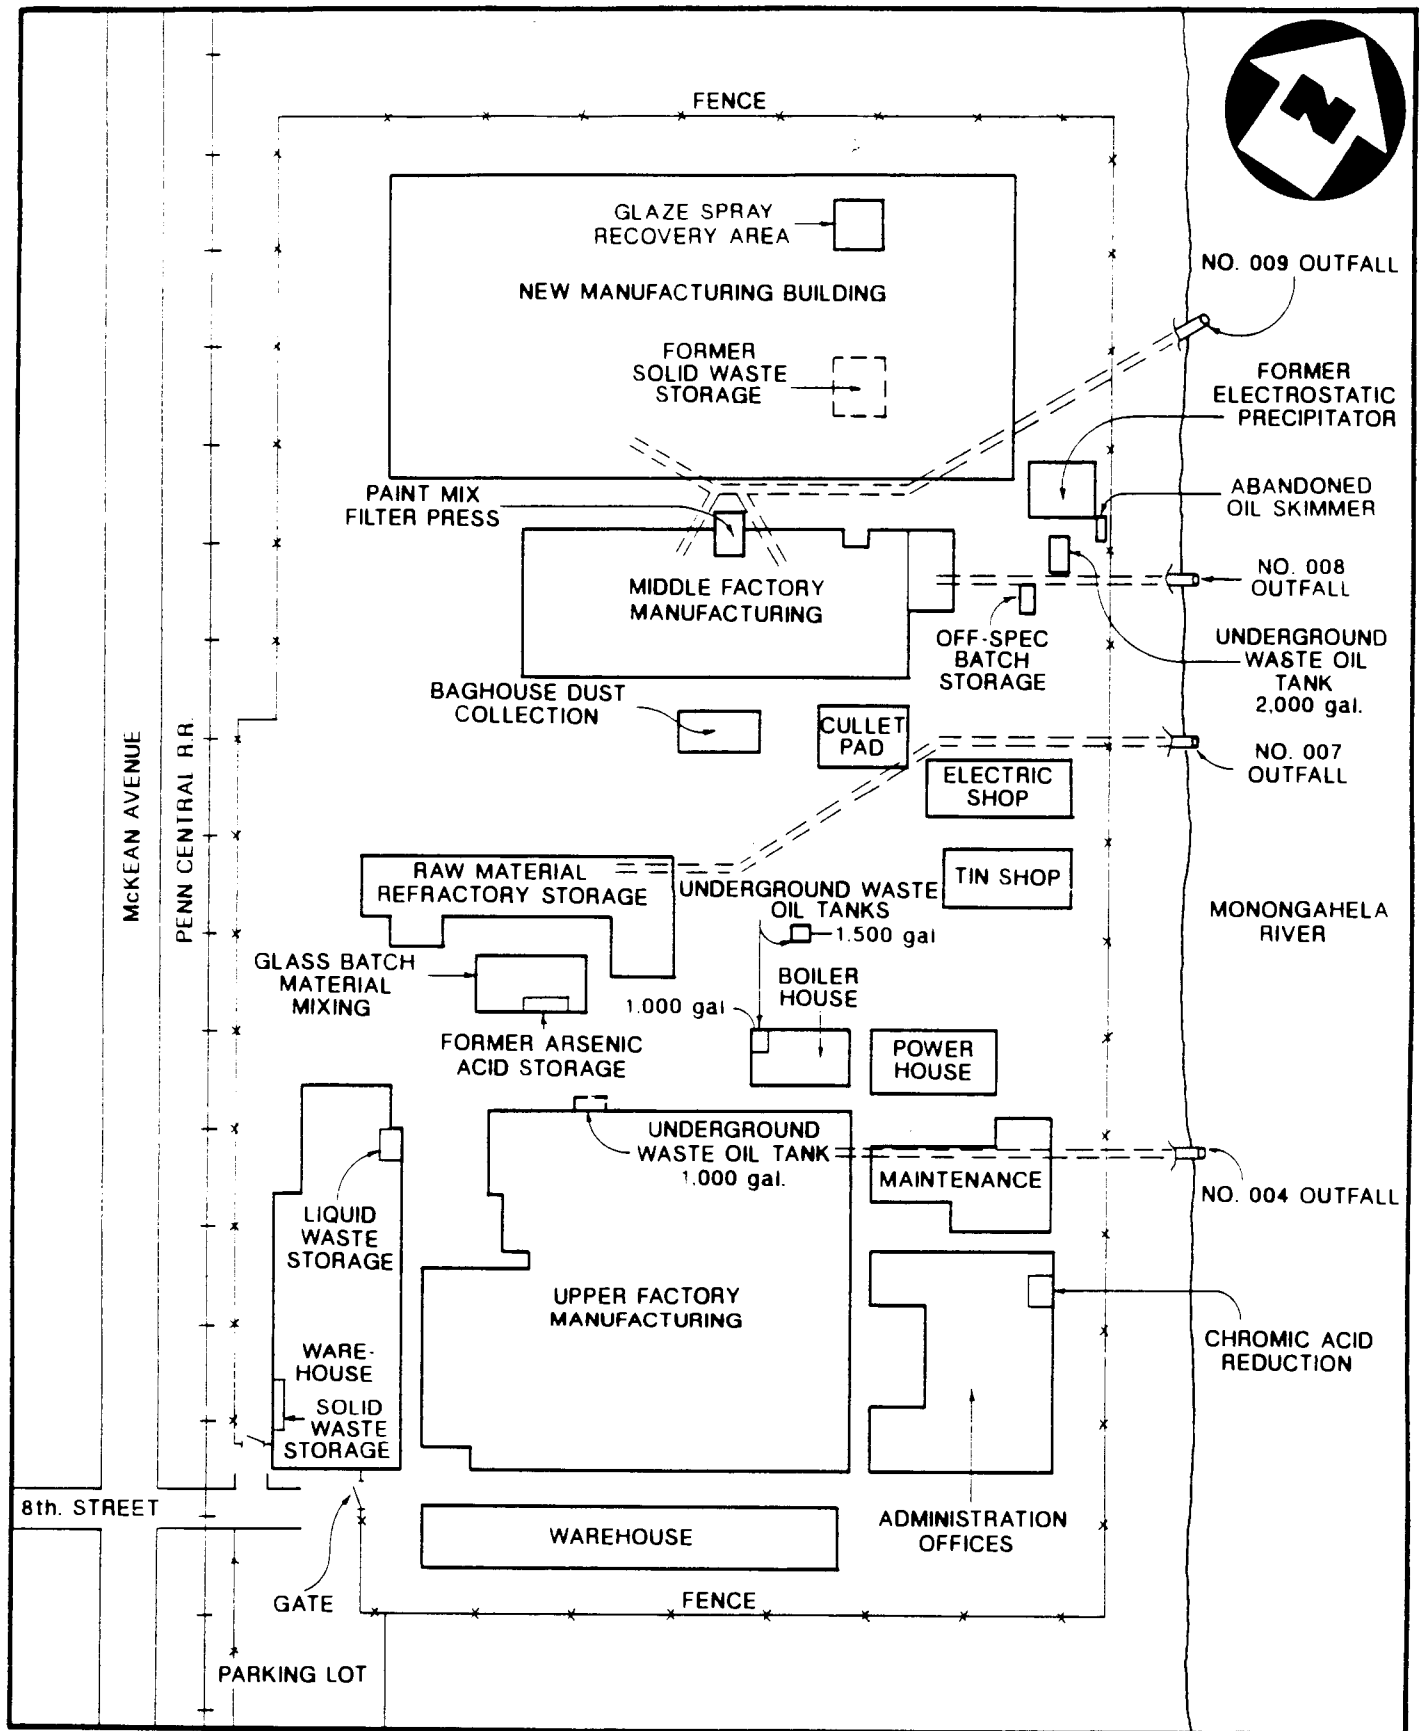 FENCE
N
GLAZE SPRAY
RECOVERY AREA
NEW MANUFACTURING BUILDING
NO. 009 OUTFALL
FORMER
SOLID WASTE
STORAGE
FORMER
ELECTROSTATIC
PRECIPITATOR
PAINT MIX
FILTER PRESS
ABANDONED
OIL SKIMMER
MIDDLE FACTORY
MANUFACTURING
NO. 008
OUTFALL
OFF-SPEC
BATCH
STORAGE
UNDERGROUND
WASTE OIL
TANK
2,000 gal.
BAGHOUSE DUST
COLLECTION
CULLET
PAD
NO. 007
OUTFALL
ELECTRIC
SHOP
McKEAN AVENUE
PENN CENTRAL R.R.
RAW MATERIAL
REFRACTORY STORAGE
TIN SHOP
UNDERGROUND WASTE
OIL TANKS
1.500 gal
MONONGAHELA
RIVER
GLASS BATCH
MATERIAL
MIXING
BOILER
HOUSE
1.000 gal
FORMER ARSENIC
ACID STORAGE
POWER
HOUSE
UNDERGROUND
WASTE OIL TANK
1.000 gal.
MAINTENANCE
NO. 004 OUTFALL
LIQUID
WASTE
STORAGE
UPPER FACTORY
MANUFACTURING
CHROMIC ACID
REDUCTION
WARE-
HOUSE
SOLID
WASTE
STORAGE
8th. STREET
WAREHOUSE
ADMINISTRATION
OFFICES
GATE
FENCE
PARKING LOT